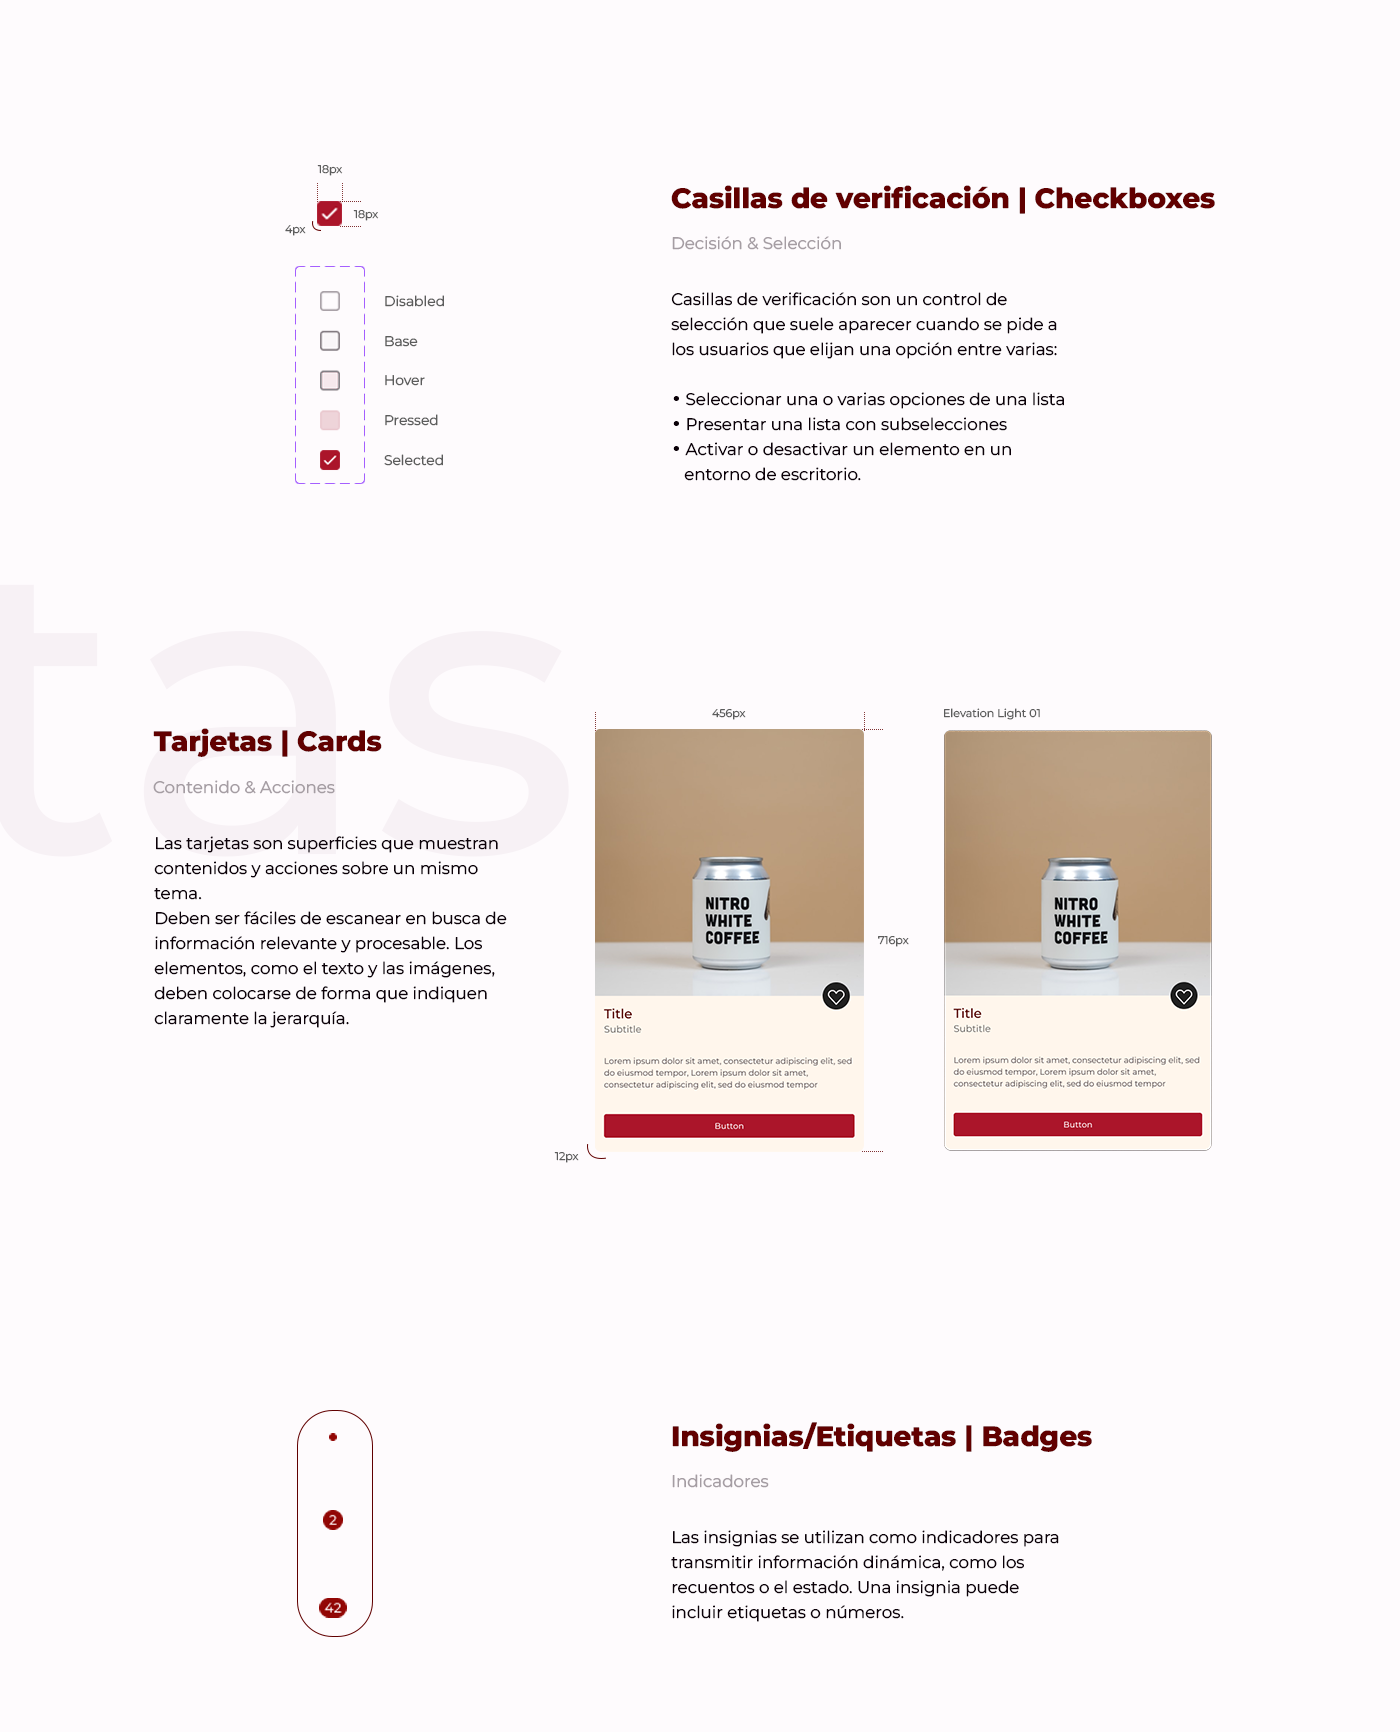 18px
18px
4px
Disabled
Base
Hover
Pressed
Selected
Casillas de verificación | Checkboxes
Decisión & Selección
Casillas de verificación son un control de
selección que suele aparecer cuando se pide a
los usuarios que elijan una opción entre varias:
• Seleccionar una o varias opciones de una lista
• Presentar una lista con subselecciones
• Activar o desactivar un elemento en un
entorno de escritorio.
tas
Tarjetas | Cards
Contenido & Acciones
Las tarjetas son superficies que muestran
contenidos y acciones sobre un mismo
tema.
Deben ser fáciles de escanear en busca de
información relevante y procesable. Los
elementos, como el texto y las imágenes,
deben colocarse de forma que indiquen
claramente la jerarquía.
456px
NITRO
WHITE
COFFEE
716px
Title
Subtitle
Lorem ipsum dolor sit amet, consectetur adipiscing elit, sed
do eiusmod tempor, Lorem ipsum dolor sit amet,
consectetur adipiscing elit, sed do eiusmod tempor
Button
12px
Elevation Light 01
NITRO
WHITE
COFFEE
Title
Subtitle
Lorem ipsum dolor sit amet, consectetur adipiscing elit, sed
do eiusmod tempor, Lorem ipsum dolor sit amet,
consectetur adipiscing elit, sed do eiusmod tempor
Button
2
42
Insignias/Etiquetas | Badges
Indicadores
Las insignias se utilizan como indicadores para
transmitir información dinámica, como los
recuentos o el estado. Una insignia puede
incluir etiquetas o números.